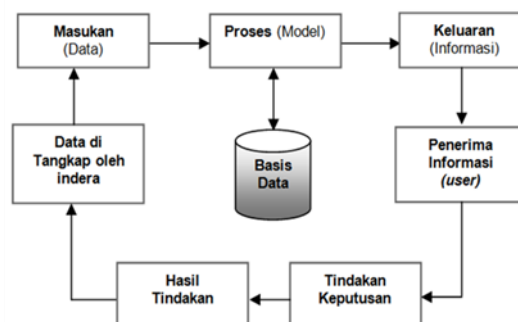 Masukan
(Data)
Proses (Model)
Keluaran
(Informasi)
Data di
Tangkap oleh
indera
Basis
Data
Penerima
Informasi
(user)
Hasil
Tindakan
Tindakan
Keputusan